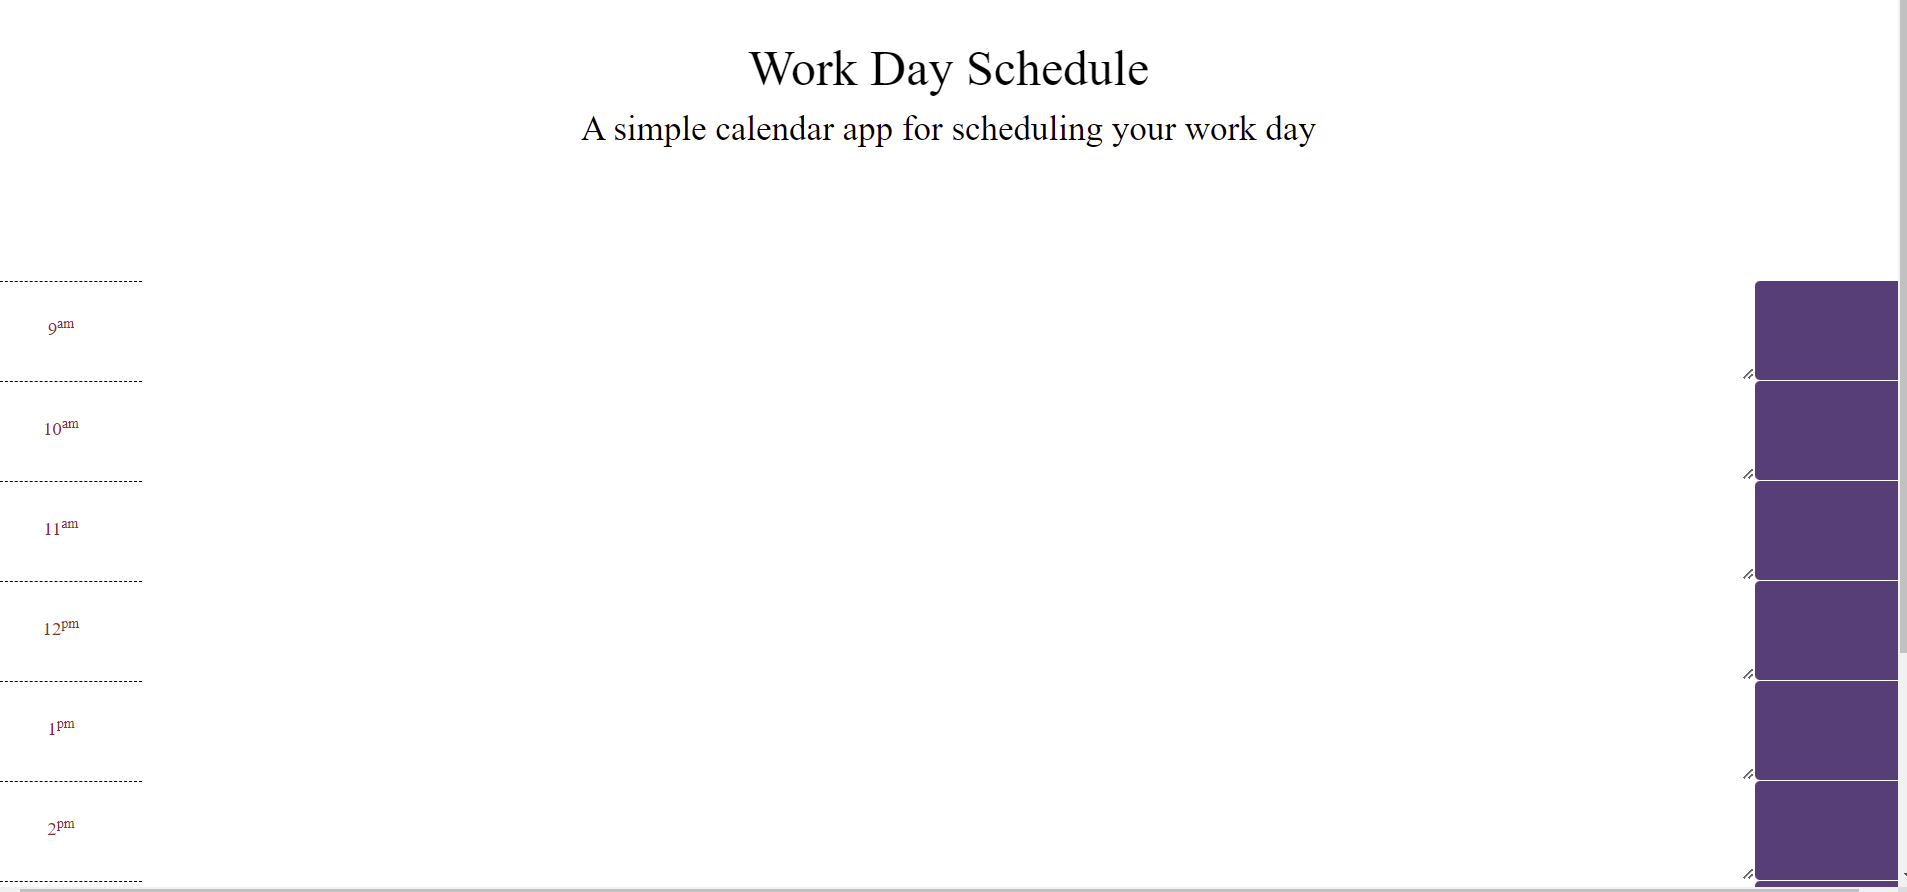 Work Day Schedule
A simple calendar app for scheduling your work day
9am
10am
11am
12pm
1pm
2pm